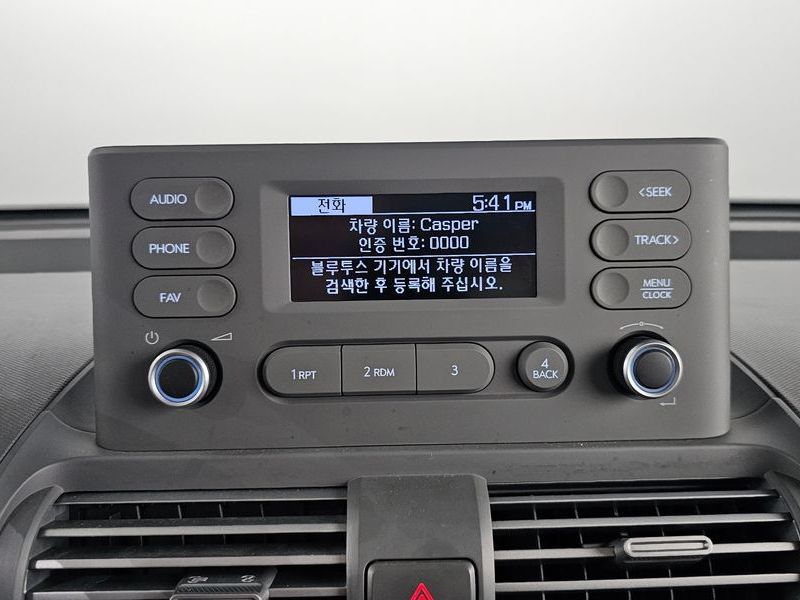 AUDIO
PHONE
FAV
전화 5:41 PM
차량 이름: Casper
인증 번호: 0000
블루투스 기기에서 차량 이름을
검색한 후 등록해 주십시오.
<SEEK
TRACK>
MENU
CLOCK
1 RPT
2 RDM
3
4
BACK